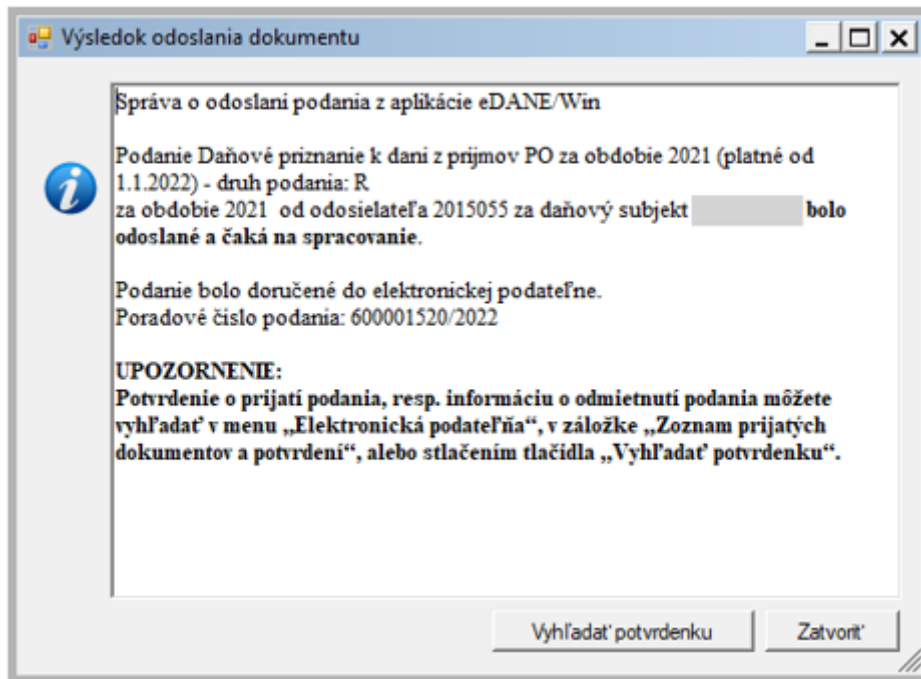 Výsledok odoslania dokumentu
Správa o odoslaní podania z aplikácie eDANE/Win
Podanie Daňové priznanie k dani z príjmov PO za obdobie 2021 (platné od
1.1.2022) - druh podania: R
za obdobie 2021 od odosielateľa 2015055 za daňový subjekt bolo
odoslané a čaká na spracovanie.
Podanie bolo doručené do elektronickej podateľne.
Poradové číslo podania: 600001520/2022
UPOZORNENIE:
Potvrdenie o prijatí podania, resp. informáciu o odmietnutí podania môžete
vyhľadať v menu „Elektronická podateľňa“, v záložke „Zoznam prijatých
dokumentov a potvrdení“, alebo stlačením tlačidla „Vyhľadať potvrdenku“.
Vyhľadať potvrdenku Zatvoriť